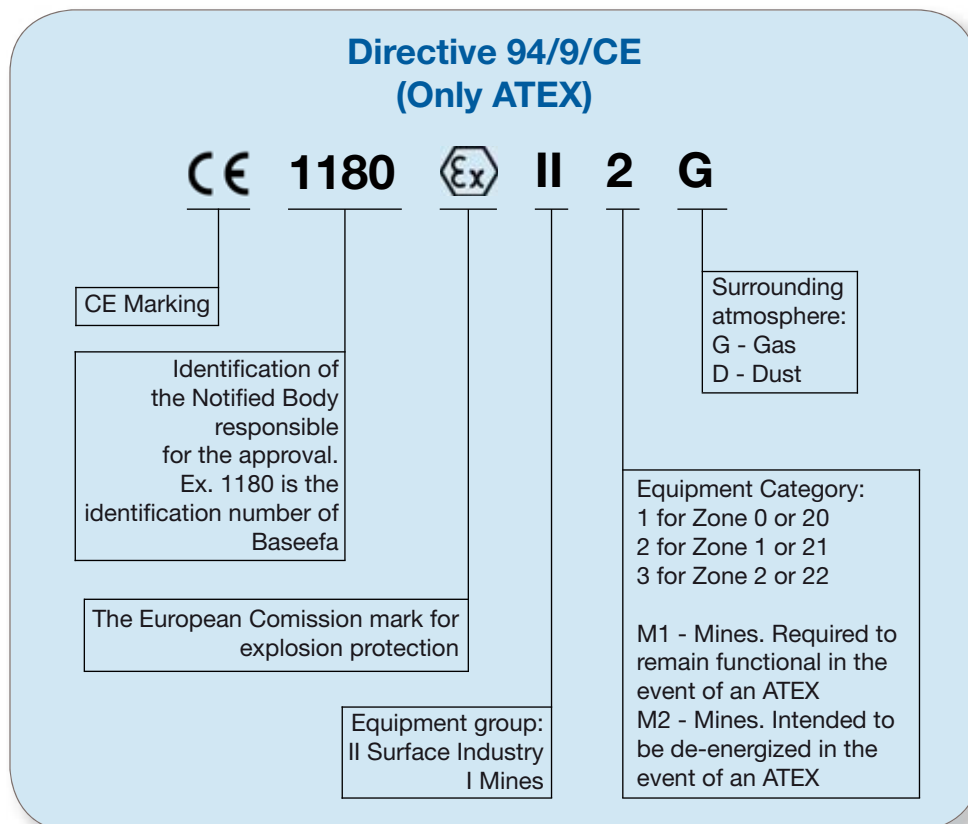 Directive 94/9/CE
(Only ATEX)
CE 1180 Ex II 2 G
CE Marking
Surrounding
atmosphere:
G - Gas
D - Dust
Identification of
the Notified Body
responsible
for the approval.
Ex. 1180 is the
identification number of
Baseefa
Equipment Category:
1 for Zone 0 or 20
2 for Zone 1 or 21
3 for Zone 2 or 22
M1 - Mines. Required to
remain functional in the
event of an ATEX
M2 - Mines. Intended to
be de-energized in the
event of an ATEX
The European Comission mark for
explosion protection
Equipment group:
II Surface Industry
I Mines